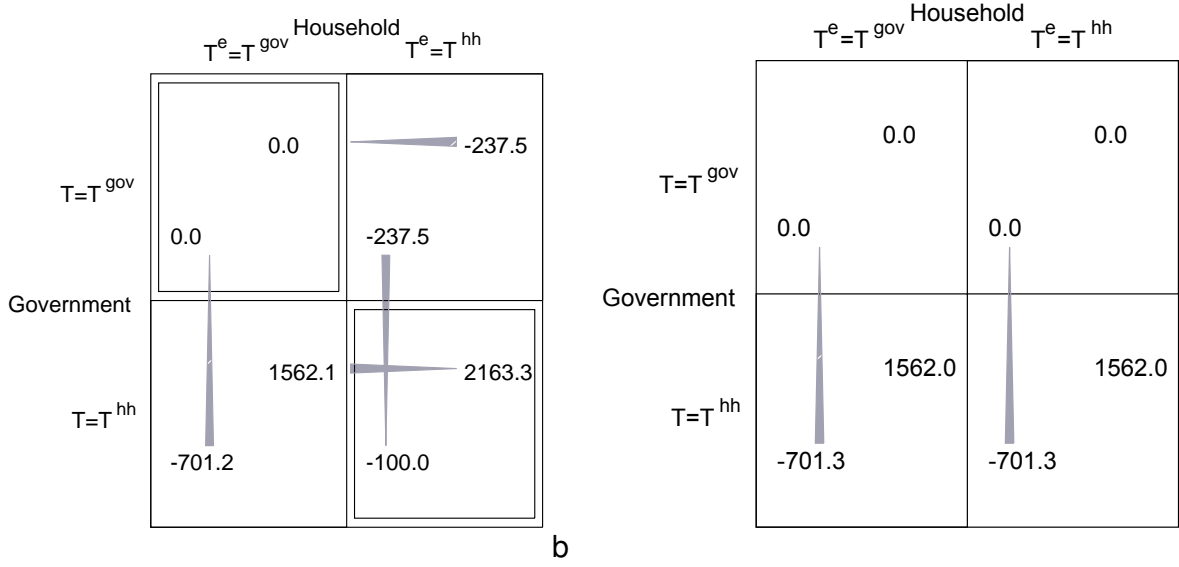 Household
T^e=T^gov T^e=T^hh
0.0 -237.5
T=T^gov
0.0 -237.5
Government
1562.1 2163.3
T=T^hh
-701.2 -100.0
b
Household
T^e=T^gov T^e=T^hh
0.0 0.0
T=T^gov
0.0 0.0
Government
1562.0 1562.0
T=T^hh
-701.3 -701.3